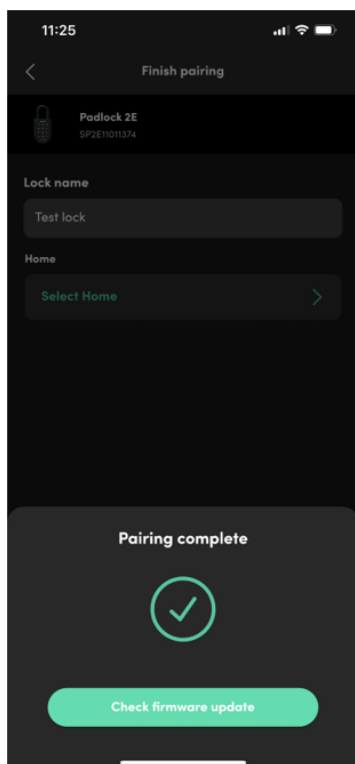 11:25
Finish pairing
Padlock 2E
SP2E11011374
Lock name
Test lock
Home
Select Home
Pairing complete
Check firmware update